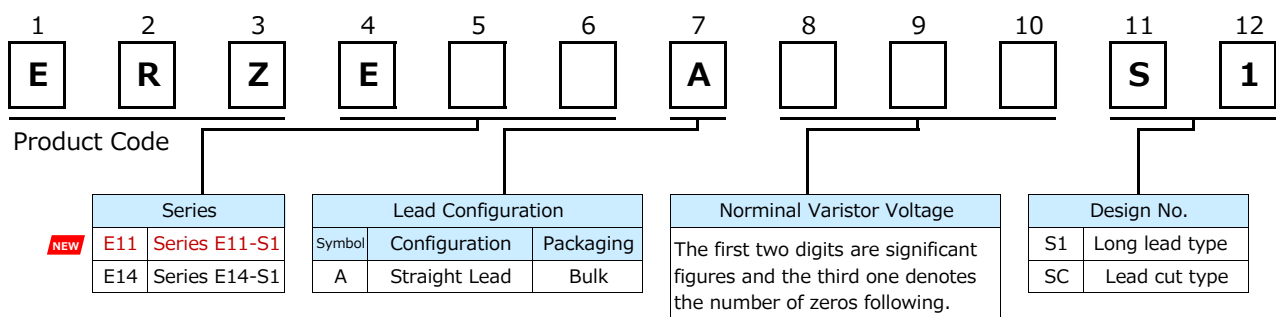 1 2 3 4 5 6 7 8 9 10 11 12
E R Z E A S 1
Product Code
Series
NEW E11 Series E11-S1
E14 Series E14-S1
Lead Configuration
Symbol Configuration Packaging
A Straight Lead Bulk
Norminal Varistor Voltage
The first two digits are significant
figures and the third one denotes
the number of zeros following.
Design No.
S1 Long lead type
SC Lead cut type